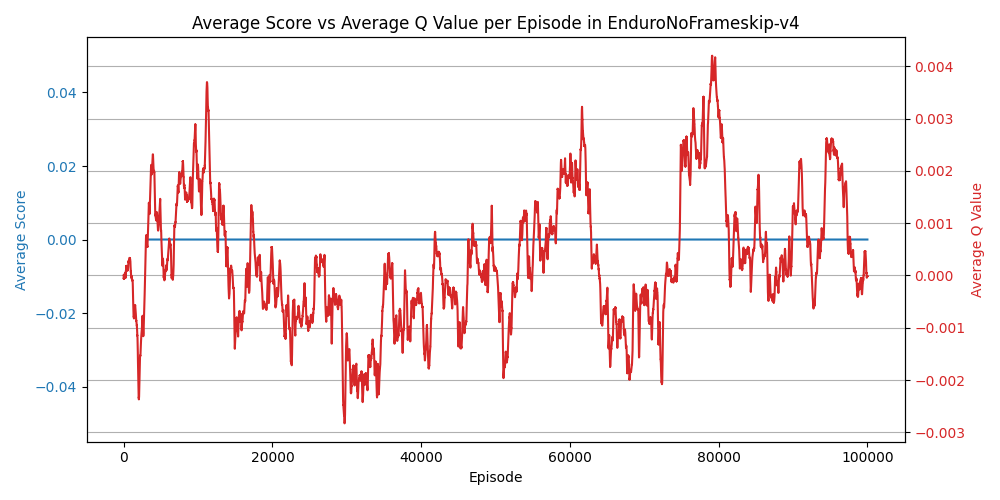 Average Score vs Average Q Value per Episode in EnduroNoFrameskip-v4
0.04
0.02
0.00
−0.02
−0.04
Average Score
0.004
0.003
0.002
0.001
0.000
−0.001
−0.002
−0.003
Average Q Value
0 20000 40000 60000 80000 100000
Episode